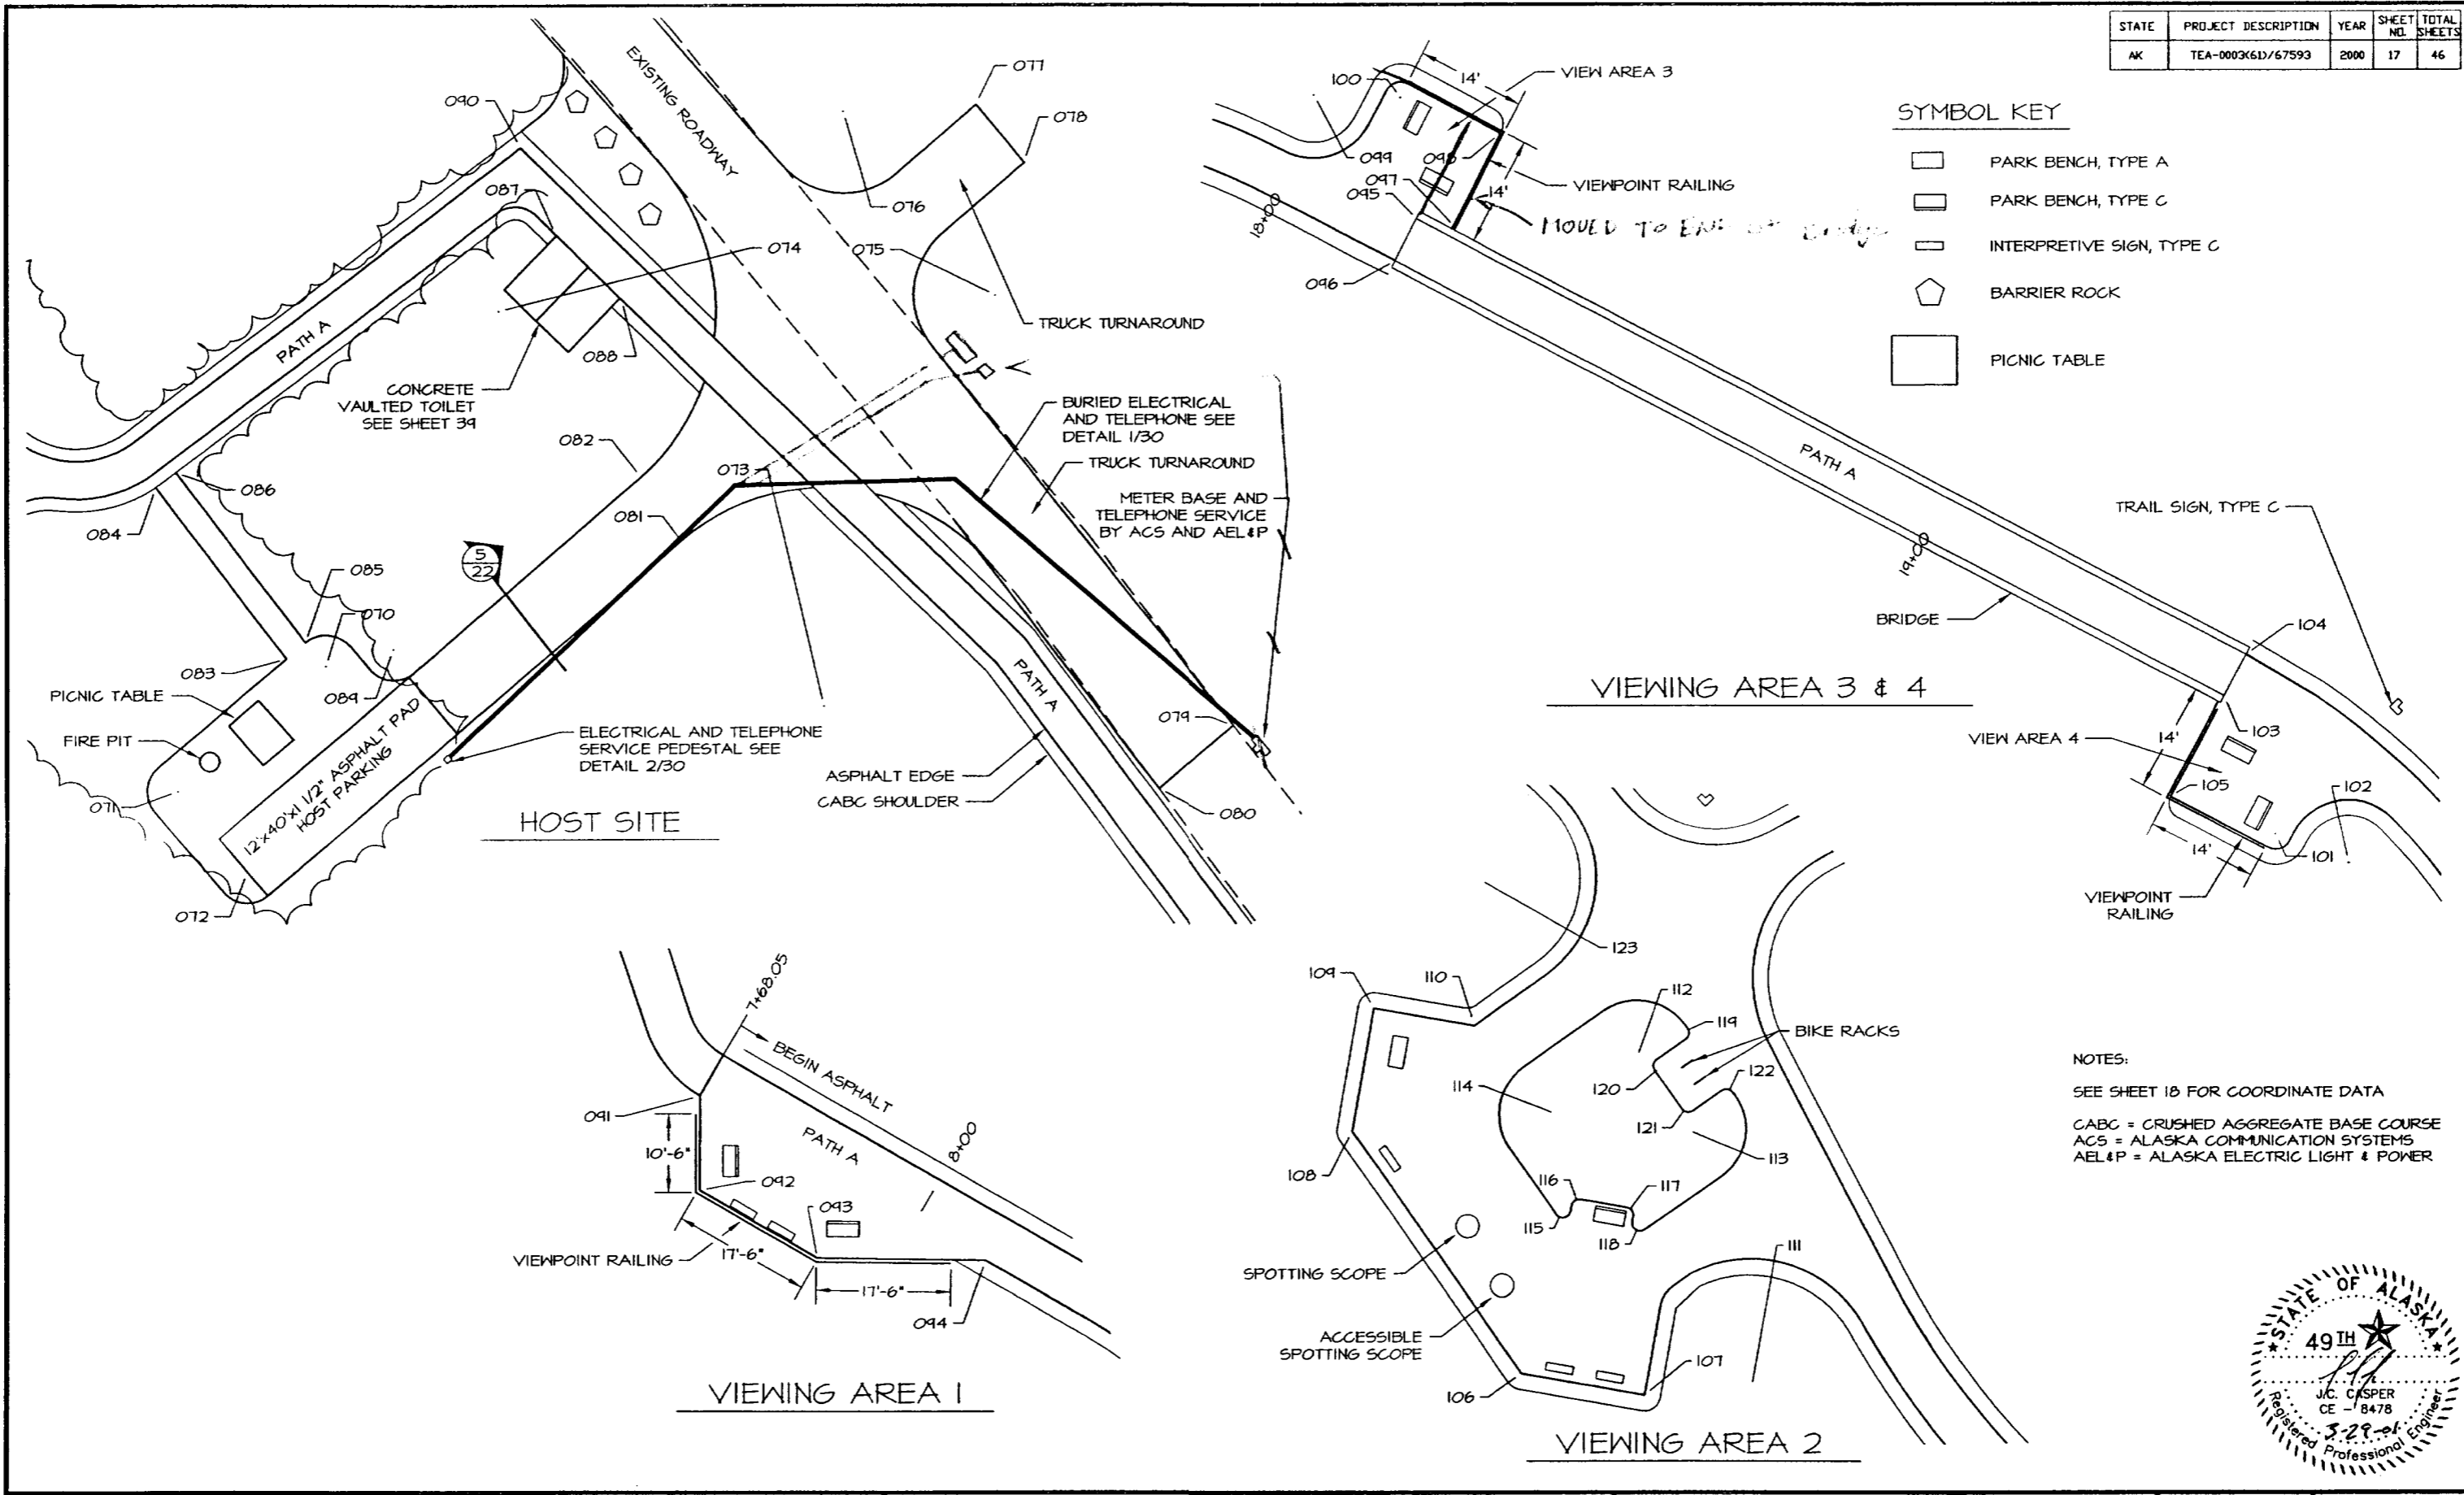 STATE PROJECT DESCRIPTION YEAR SHEET NO. TOTAL SHEETS
AK TEA-0003(61)/67593 2000 17 46
SYMBOL KEY
PARK BENCH, TYPE A
PARK BENCH, TYPE C
INTERPRETIVE SIGN, TYPE C
BARRIER ROCK
PICNIC TABLE
EXISTING ROADWAY
090
077
078
087
076
074
075
TRUCK TURNAROUND
PATH A
088
CONCRETE
VAULTED TOILET
SEE SHEET 39
BURIED ELECTRICAL
AND TELEPHONE SEE
DETAIL 1/30
082
073
TRUCK TURNAROUND
086
METER BASE AND
TELEPHONE SERVICE
BY ACS AND AEL&P
084
081
5
22
085
070
083
PICNIC TABLE
089
FIRE PIT
PATH A
079
071
12'x40'x1 1/2" ASPHALT PAD
HOST PARKING
ELECTRICAL AND TELEPHONE
SERVICE PEDESTAL SEE
DETAIL 2/30
ASPHALT EDGE
CABC SHOULDER
080
072
HOST SITE
100
14'
VIEW AREA 3
099
098
097
095
14'
VIEWPOINT RAILING
MOVED TO END OF Bridge
18+00
096
PATH A
TRAIL SIGN, TYPE C
19+00
BRIDGE
104
VIEWING AREA 3 & 4
103
VIEW AREA 4
14'
105
102
101
14'
VIEWPOINT
RAILING
7+68.05
BEGIN ASPHALT
091
PATH A
8+00
10'-6"
092
093
VIEWPOINT RAILING
17'-6"
17'-6"
094
VIEWING AREA 1
123
109
110
112
119
BIKE RACKS
114
120
122
121
108
113
116
117
115
118
111
SPOTTING SCOPE
ACCESSIBLE
SPOTTING SCOPE
107
106
VIEWING AREA 2
NOTES:
SEE SHEET 18 FOR COORDINATE DATA
CABC = CRUSHED AGGREGATE BASE COURSE
ACS = ALASKA COMMUNICATION SYSTEMS
AEL&P = ALASKA ELECTRIC LIGHT & POWER
STATE OF ALASKA
49TH
J.C. CASPER
CE - 8478
3-29-01
Registered Professional Engineer